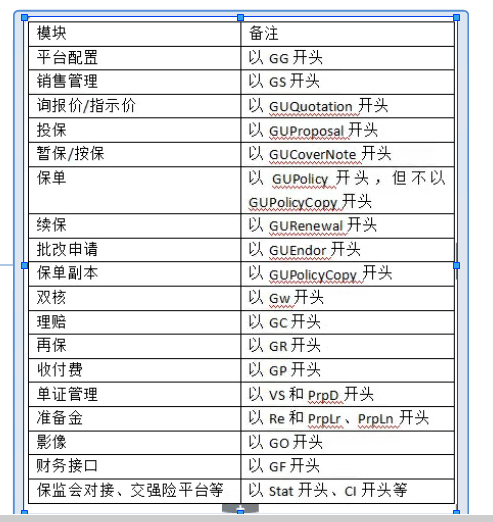 模块 备注
平台配置 以 GG 开头
销售管理 以 GS 开头
询报价/指示价 以 GUQuotation 开头
投保 以 GUProposal 开头
暂保/按保 以 GUCoverNote 开头
保单 以 GUPolicy 开头，但不以
GUPolicyCopy 开头
续保 以 GURenewal 开头
批改申请 以 GUEndor 开头
保单副本 以 GUPolicyCopy 开头
双核 以 Gw 开头
理赔 以 GC 开头
再保 以 GR 开头
收付费 以 GP 开头
单证管理 以 VS 和 PrpD 开头
准备金 以 Re 和 PrpLr、PrpLn 开头
影像 以 GO 开头
财务接口 以 GF 开头
保监会对接、交强险平台等 以 Stat 开头、CI 开头等